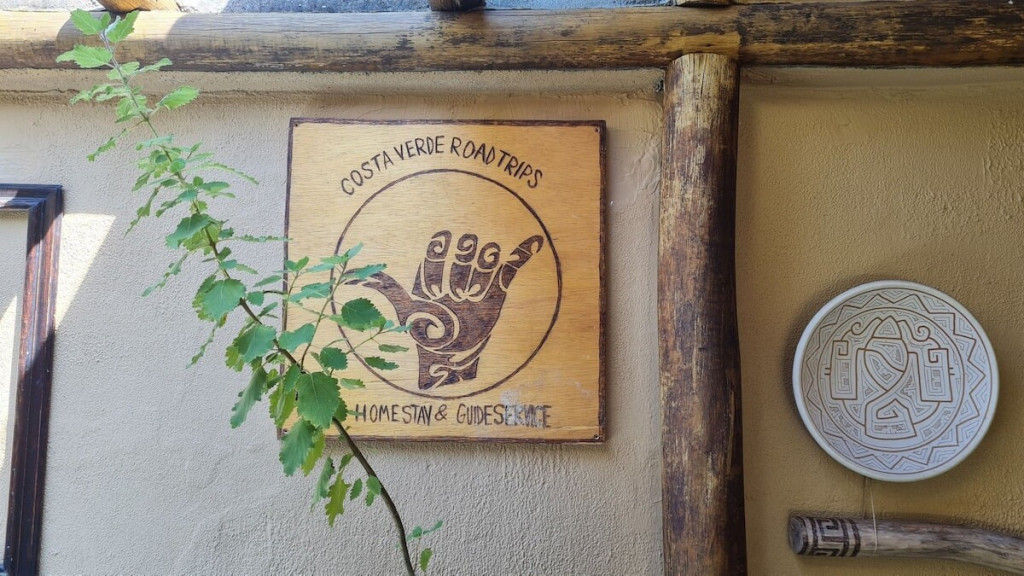 COSTA VERDE ROADTRIPS
HOMESTAY & GUIDESERVICE